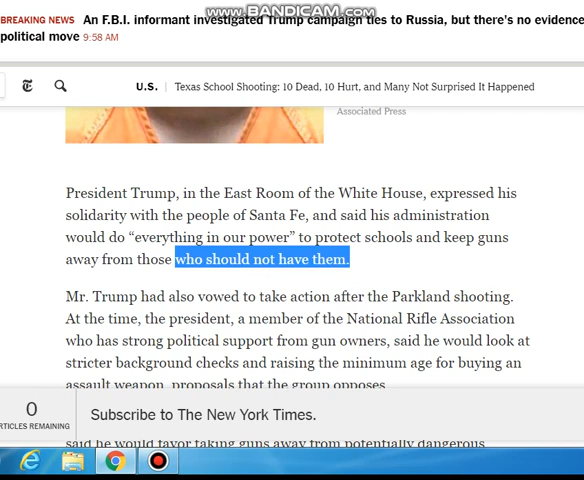 www.BANDICAM.com
BREAKING NEWS An F.B.I. informant investigated Trump campaign ties to Russia, but there's no evidence
political move 9:58 AM
U.S. | Texas School Shooting: 10 Dead, 10 Hurt, and Many Not Surprised It Happened
Associated Press
President Trump, in the East Room of the White House, expressed his
solidarity with the people of Santa Fe, and said his administration
would do “everything in our power” to protect schools and keep guns
away from those who should not have them.
Mr. Trump had also vowed to take action after the Parkland shooting.
At the time, the president, a member of the National Rifle Association
who has strong political support from gun owners, said he would look at
stricter background checks and raising the minimum age for buying an
assault weapon, proposals that the group opposes.
0
ARTICLES REMAINING
Subscribe to The New York Times.
said he would favor taking guns away from potentially dangerous